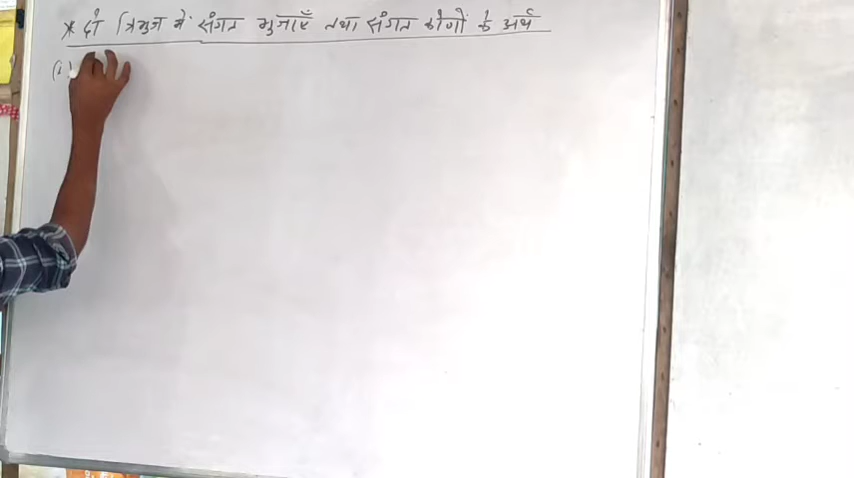 * दो त्रिभुज में संगत भुजाएँ तथा संगत कोणों के अर्थ
(i)